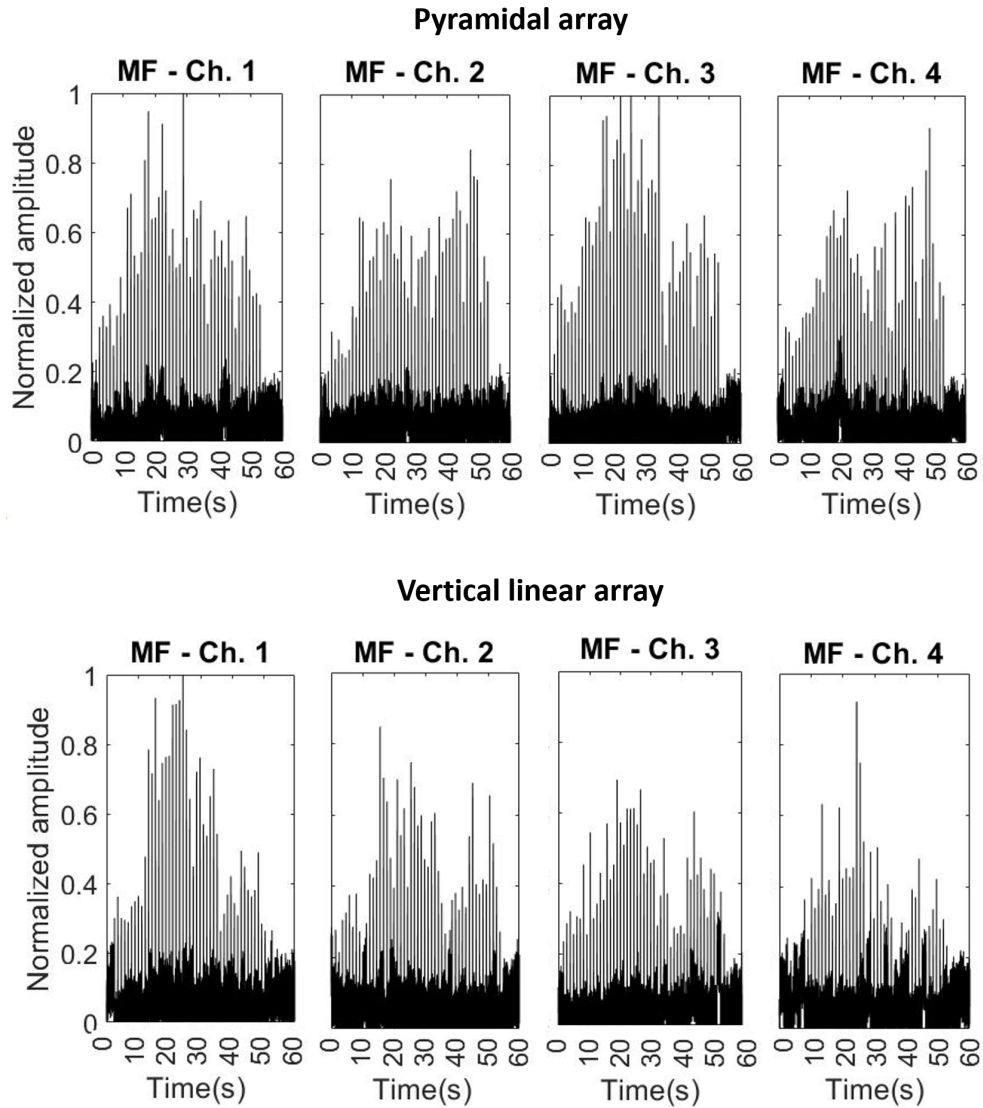 Pyramidal array
MF - Ch. 1 MF - Ch. 2 MF - Ch. 3 MF - Ch. 4
Normalized amplitude
1
0.8
0.6
0.4
0.2
0
0 10 20 30 40 50 60 0 10 20 30 40 50 60 0 10 20 30 40 50 60 0 10 20 30 40 50 60
Time(s) Time(s) Time(s) Time(s)
Vertical linear array
MF - Ch. 1 MF - Ch. 2 MF - Ch. 3 MF - Ch. 4
Normalized amplitude
1
0.8
0.6
0.4
0.2
0
0 10 20 30 40 50 60 0 10 20 30 40 50 60 0 10 20 30 40 50 60 0 10 20 30 40 50 60
Time(s) Time(s) Time(s) Time(s)